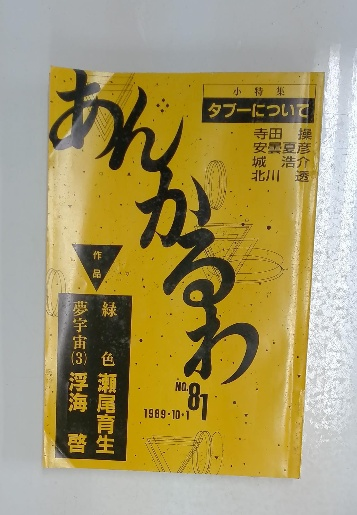 小特集
タブーについて
寺田 操
安曇夏彦
城 浩介
北川 透
あんかるわ
NO.81
1989・10・1
作品
緑 色 瀬尾育生
夢宇宙(3) 浮海 啓